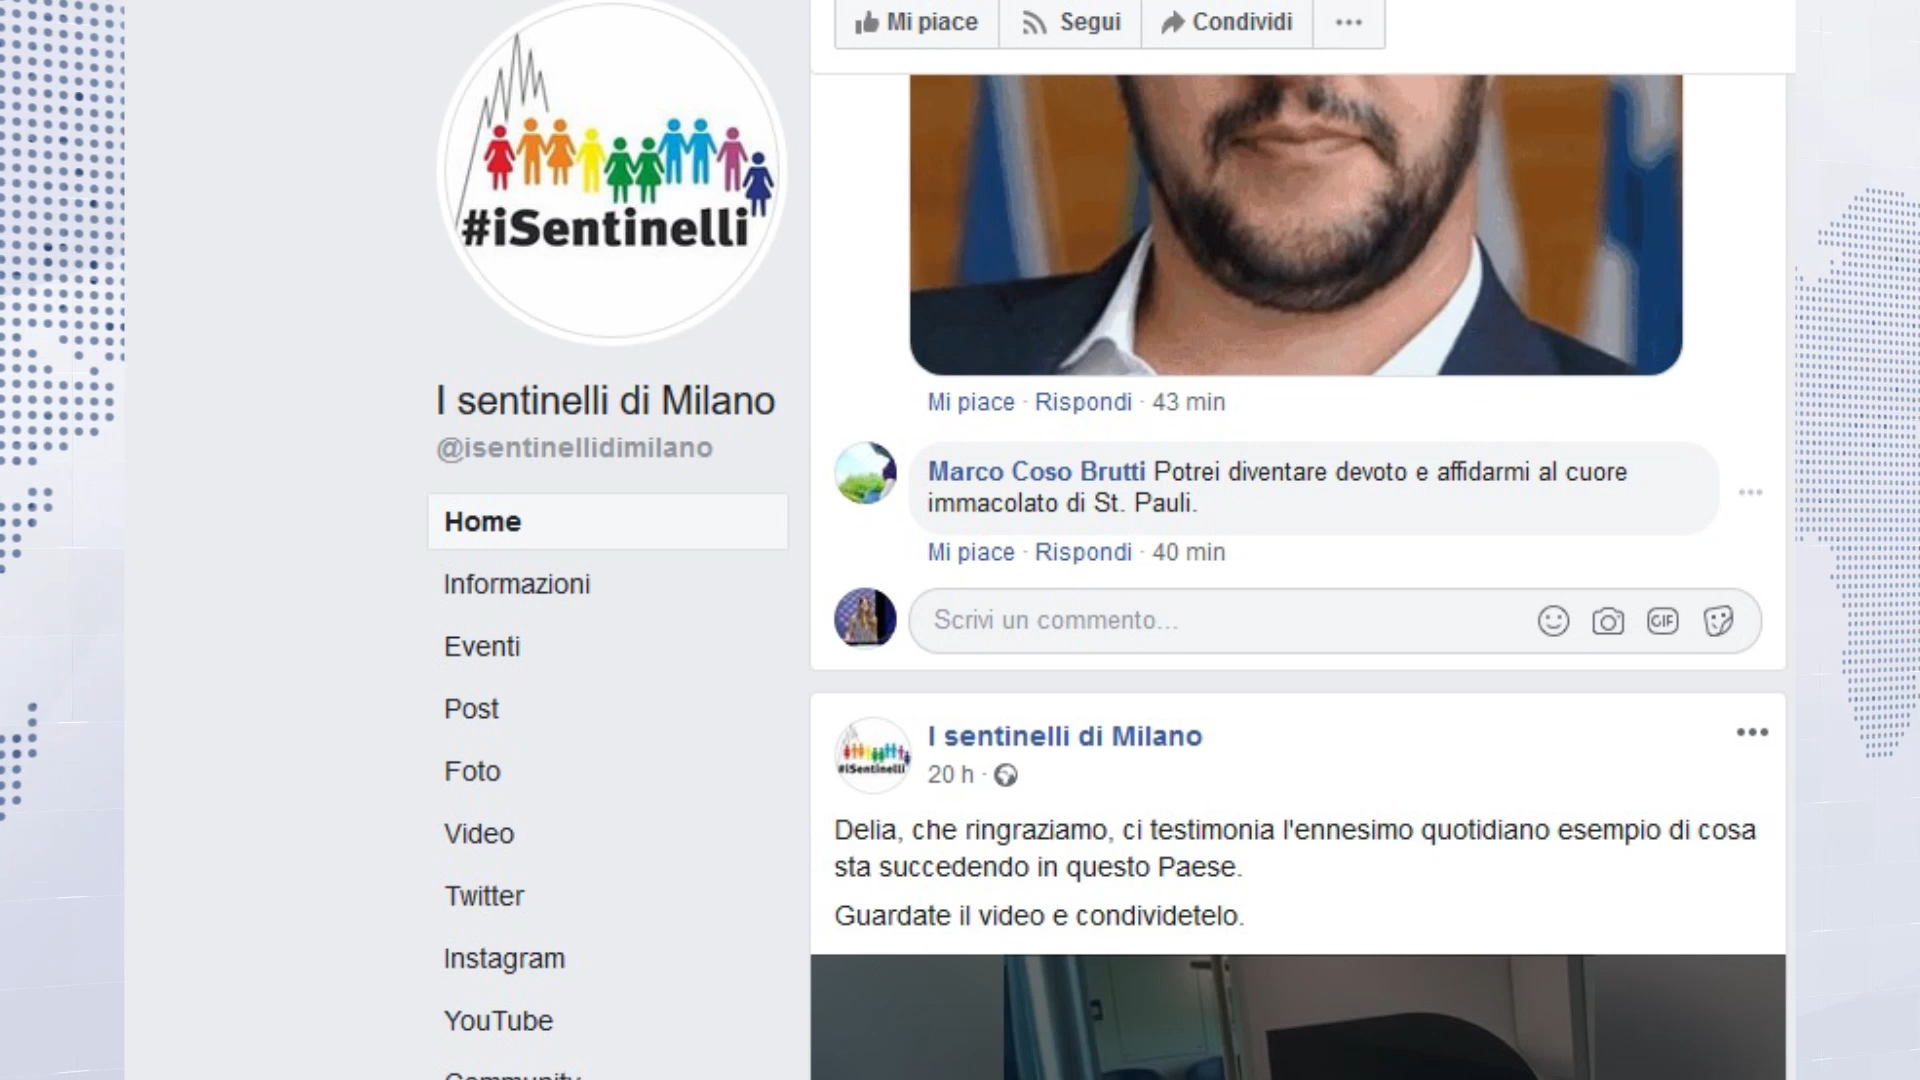 Mi piace
Segui
Condividi
#iSentinelli
I sentinelli di Milano
@isentinellidimilano
Home
Informazioni
Eventi
Post
Foto
Video
Twitter
Instagram
YouTube
Community
Mi piace · Rispondi · 43 min
Marco Coso Brutti Potrei diventare devoto e affidarmi al cuore
immacolato di St. Pauli.
Mi piace · Rispondi · 40 min
Scrivi un commento...
GIF
#iSentinelli
I sentinelli di Milano
20 h ·
Delia, che ringraziamo, ci testimonia l'ennesimo quotidiano esempio di cosa
sta succedendo in questo Paese.
Guardate il video e condividetelo.